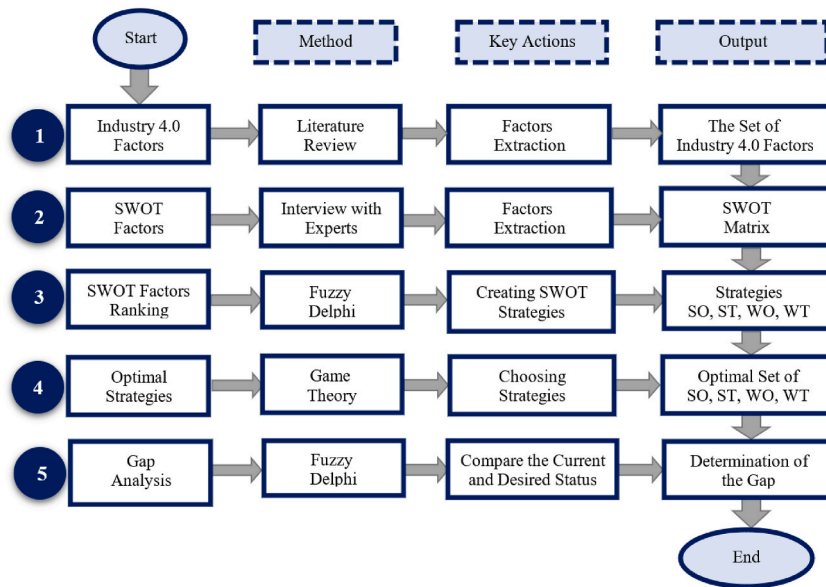 Start
Method
Key Actions
Output
1
Industry 4.0
Factors
Literature
Review
Factors
Extraction
The Set of
Industry 4.0 Factors
2
SWOT
Factors
Interview with
Experts
Factors
Extraction
SWOT
Matrix
3
SWOT Factors
Ranking
Fuzzy
Delphi
Creating SWOT
Strategies
Strategies
SO, ST, WO, WT
4
Optimal
Strategies
Game
Theory
Choosing
Strategies
Optimal Set of
SO, ST, WO, WT
5
Gap
Analysis
Fuzzy
Delphi
Compare the Current
and Desired Status
Determination of
the Gap
End